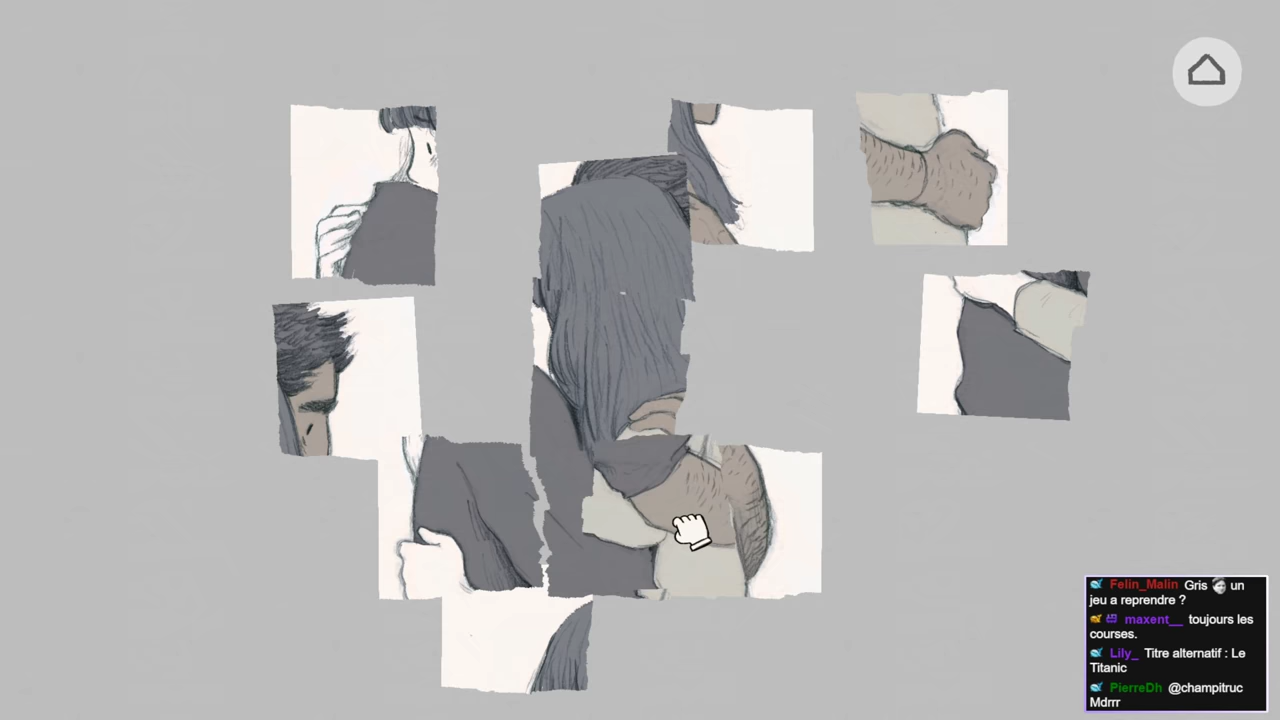 Felin_Malin Gris un
jeu a reprendre ?
maxent__ toujours les
courses.
Lily_ Titre alternatif : Le
Titanic
PierreDh @champitruc
Mdrrr